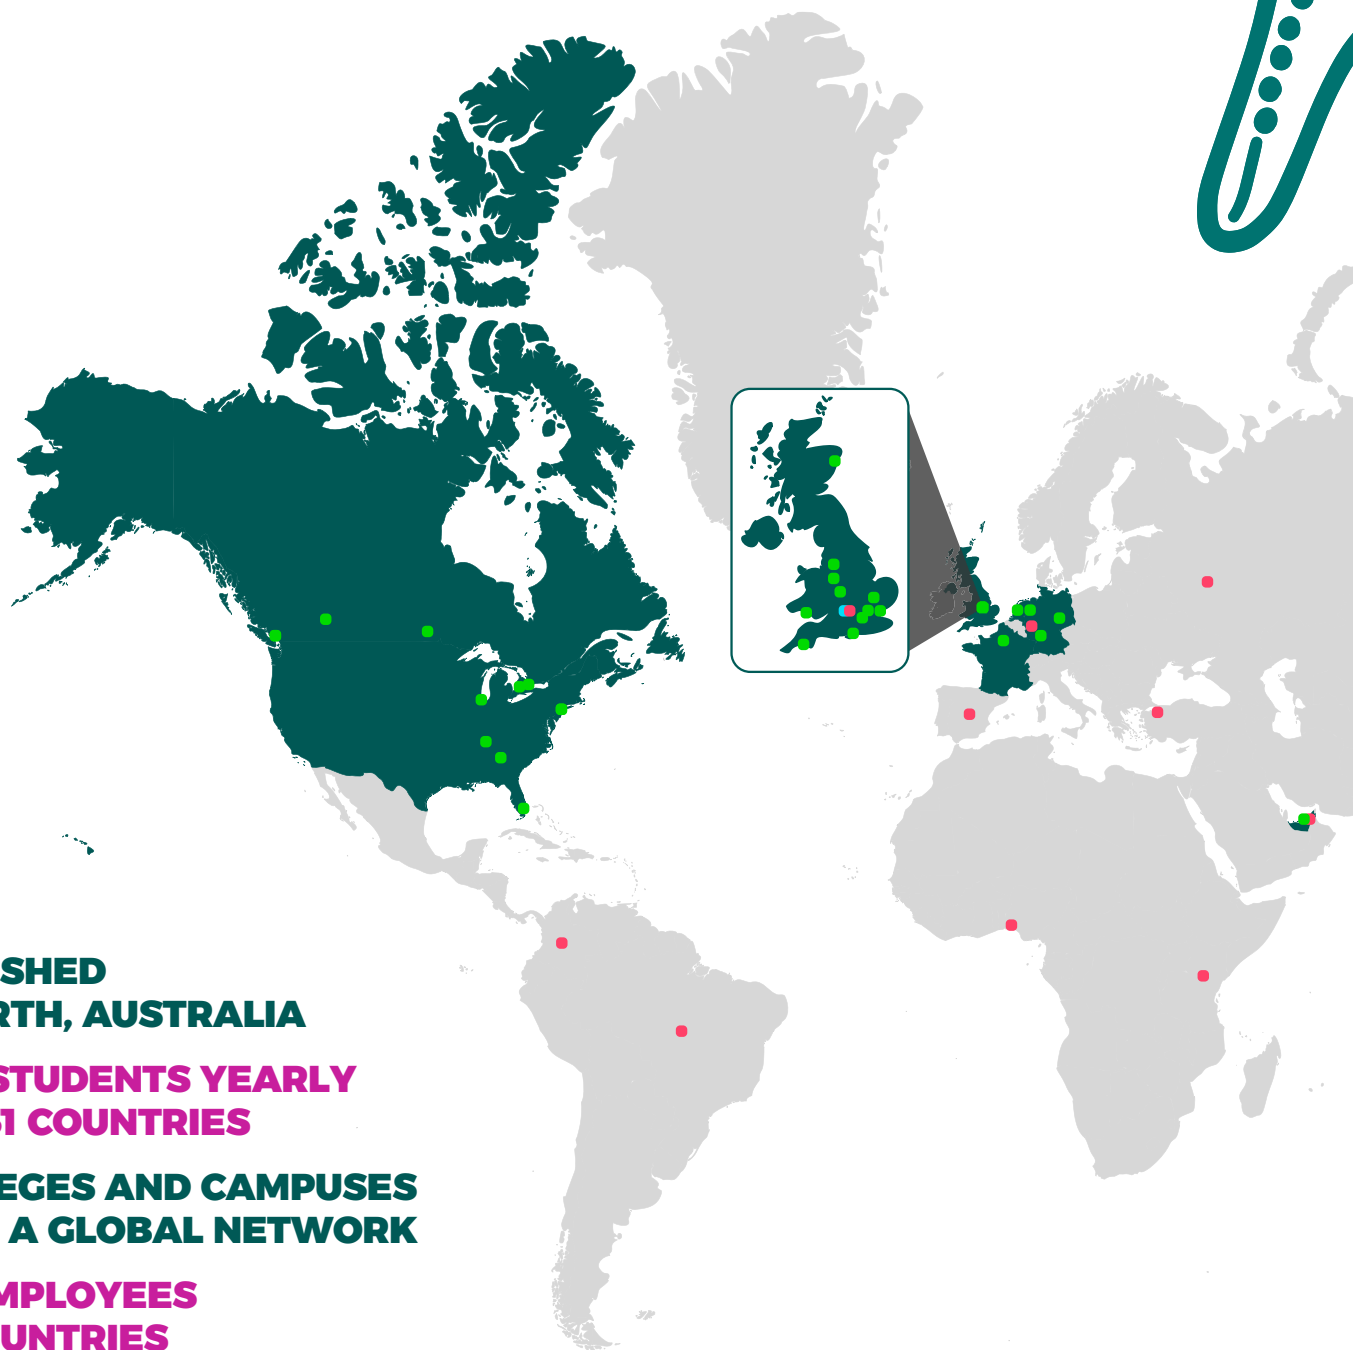 SHED
RTH, AUSTRALIA
STUDENTS YEARLY
1 COUNTRIES
EGES AND CAMPUSES
A GLOBAL NETWORK
MPLOYEES
UNTRIES